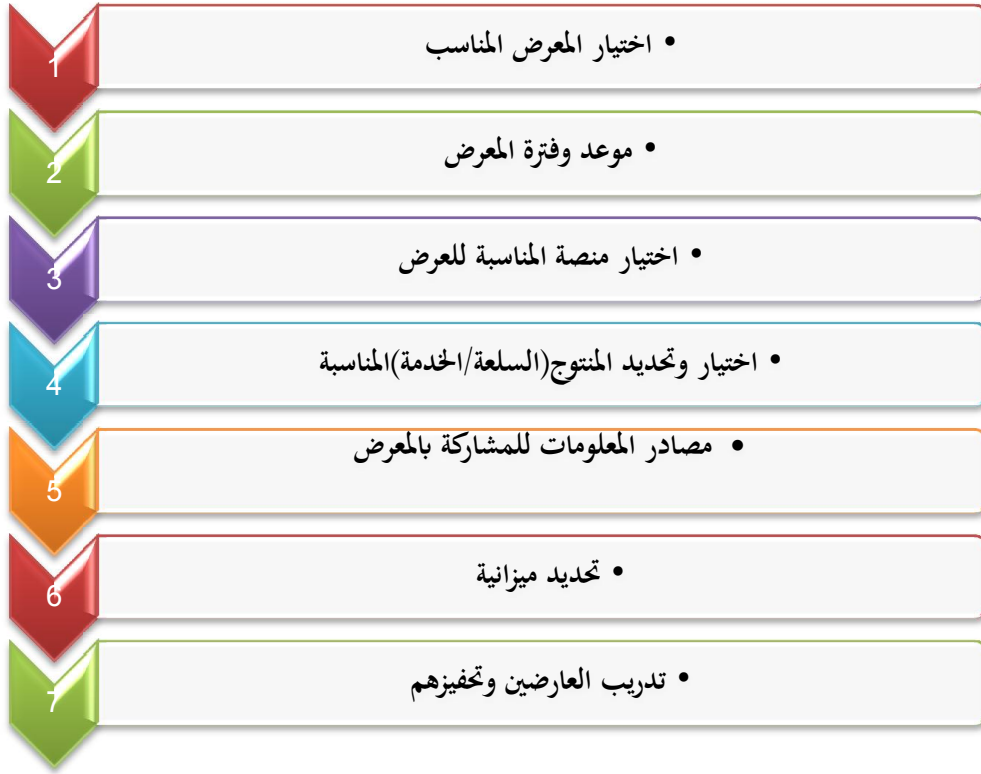 1
• اختيار المعرض المناسب
2
• موعد وفترة المعرض
3
• اختيار منصة المناسبة للعرض
4
• اختيار وتحديد المنتوج(السلعة/الخدمة)المناسبة
5
• مصادر المعلومات للمشاركة بالمعرض
6
• تحديد ميزانية
7
• تدريب العارضين وتحفيزهم